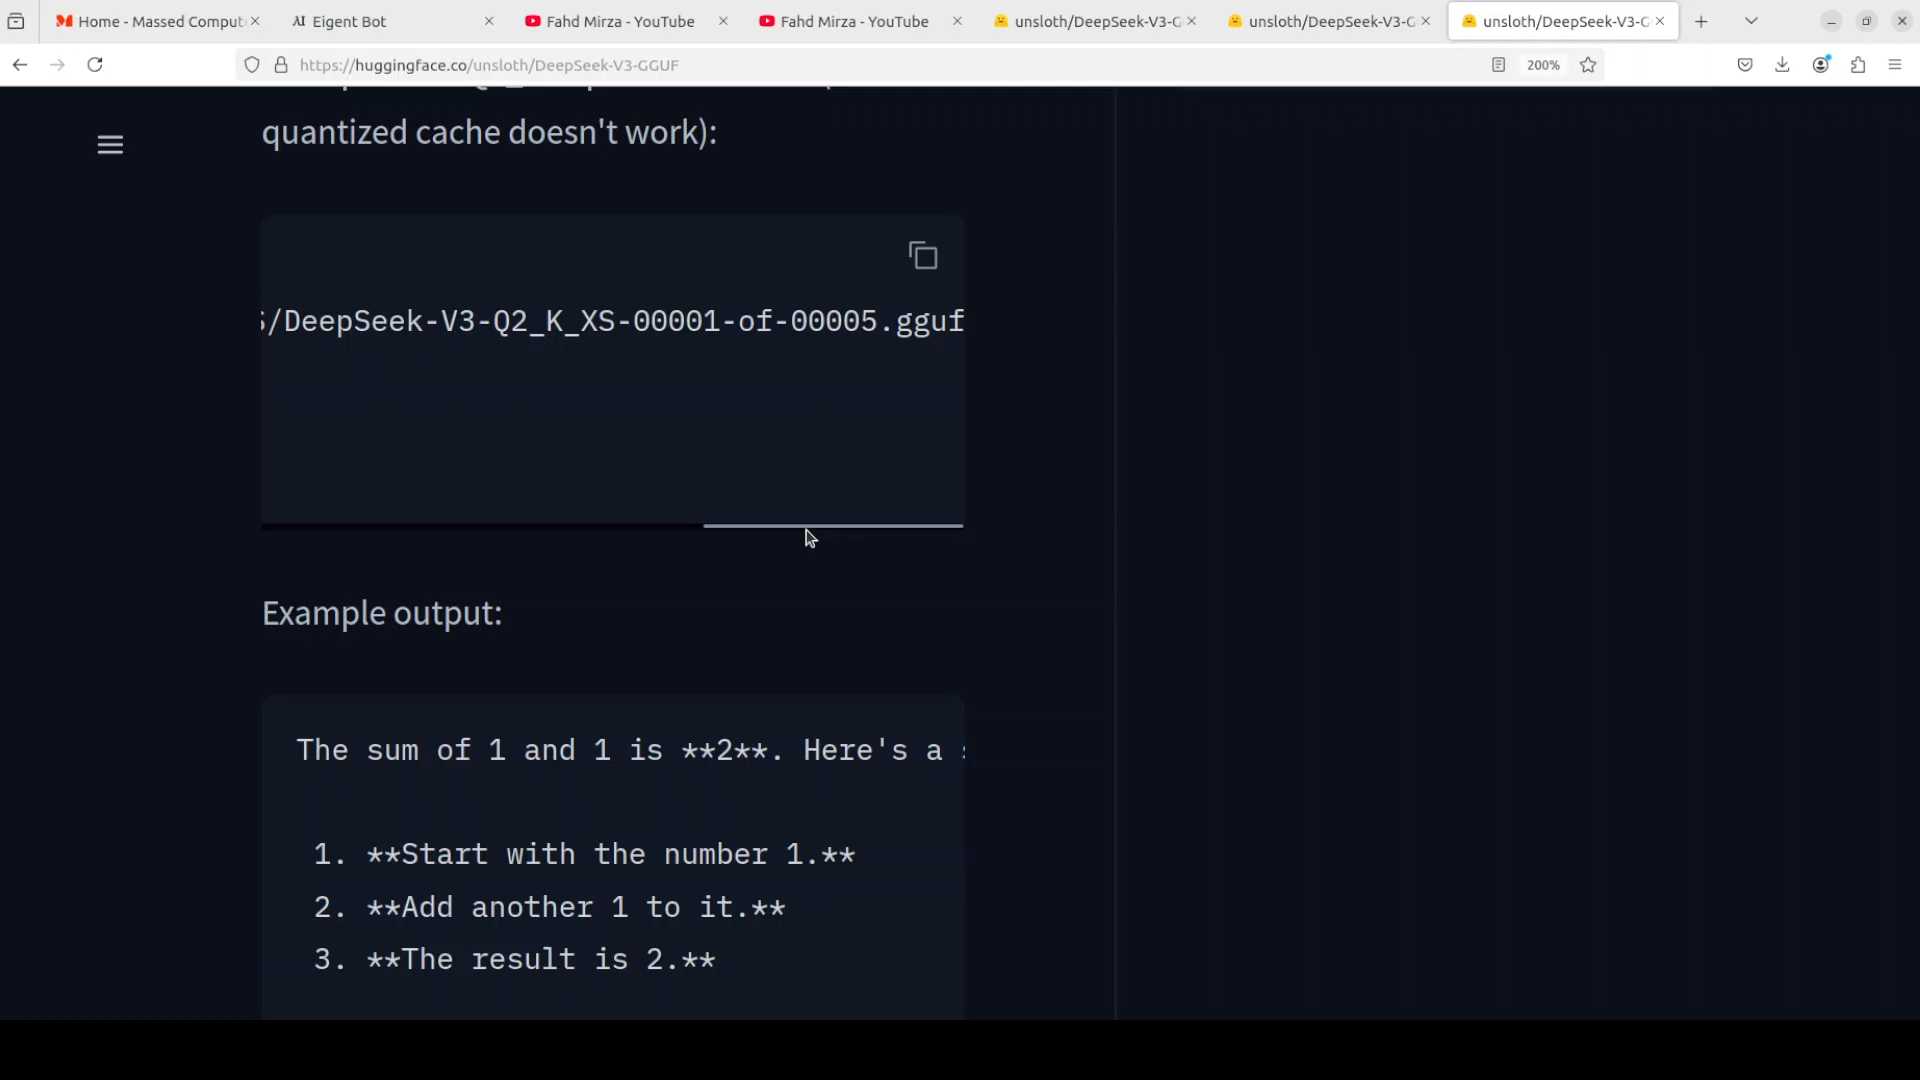 Home - Massed Comput
Eigent Bot
Fahd Mirza - YouTube
Fahd Mirza - YouTube
unsloth/DeepSeek-V3-G
unsloth/DeepSeek-V3-G
unsloth/DeepSeek-V3-G
https://huggingface.co/unsloth/DeepSeek-V3-GGUF
200%
quantized cache doesn't work):
/DeepSeek-V3-Q2_K_XS-00001-of-00005.gguf
Example output:
The sum of 1 and 1 is **2**. Here's a
1. **Start with the number 1.**
2. **Add another 1 to it.**
3. **The result is 2.**